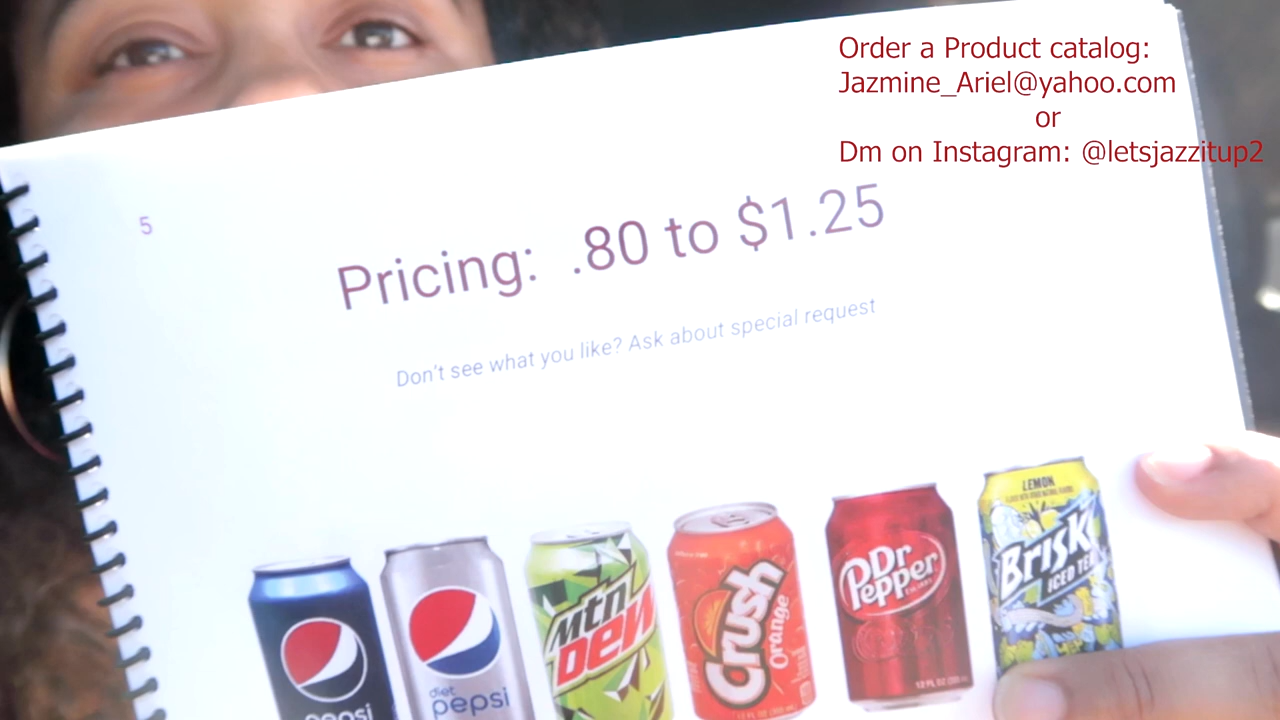 Order a Product catalog:
Jazmine_Ariel@yahoo.com
or
Dm on Instagram: @letsjazzitup2
5
Pricing: .80 to $1.25
Don't see what you like? Ask about special request
pepsi
diet
pepsi
mtn
DEW
Crush
Orange
Dr
Pepper
LEMON
Brisk
ICED TEA